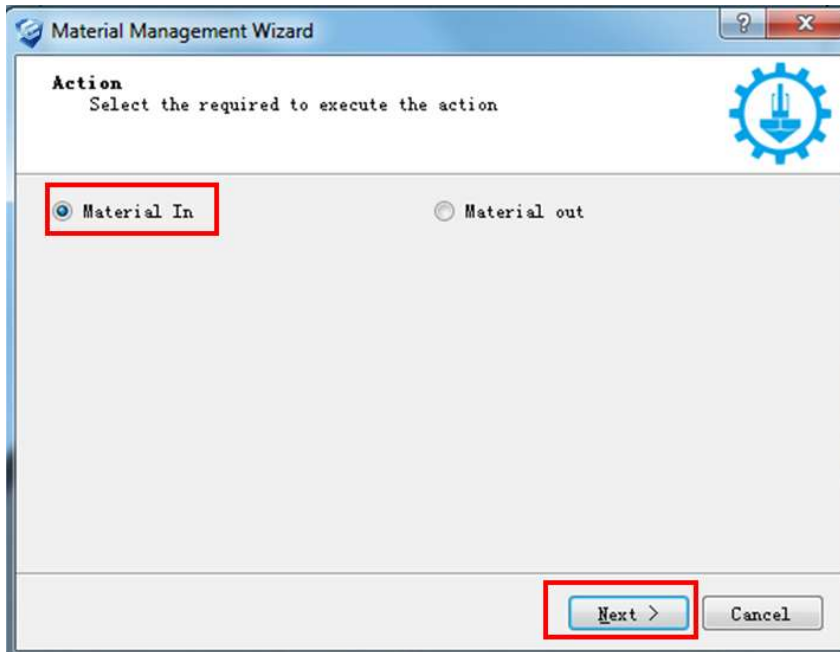 Material Management Wizard
Action
Select the required to execute the action
Material In
Material out
Next >
Cancel